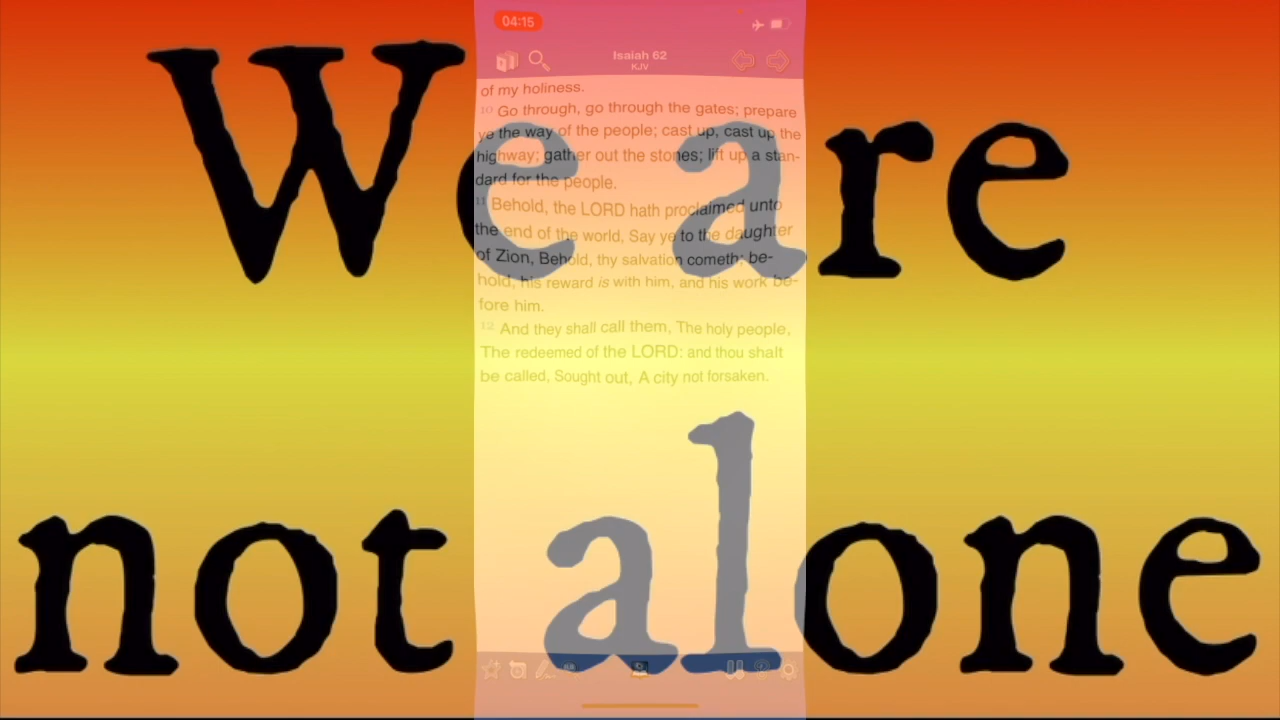 We are
not alone
04:15
Isaiah 62
KJV
of my holiness.
10 Go through, go through the gates; prepare
ye the way of the people; cast up, cast up the
highway; gather out the stones; lift up a stan-
dard for the people.
11 Behold, the LORD hath proclaimed unto
the end of the world, Say ye to the daughter
of Zion, Behold, thy salvation cometh; be-
hold, his reward is with him, and his work be-
fore him.
12 And they shall call them, The holy people,
The redeemed of the LORD: and thou shalt
be called, Sought out, A city not forsaken.